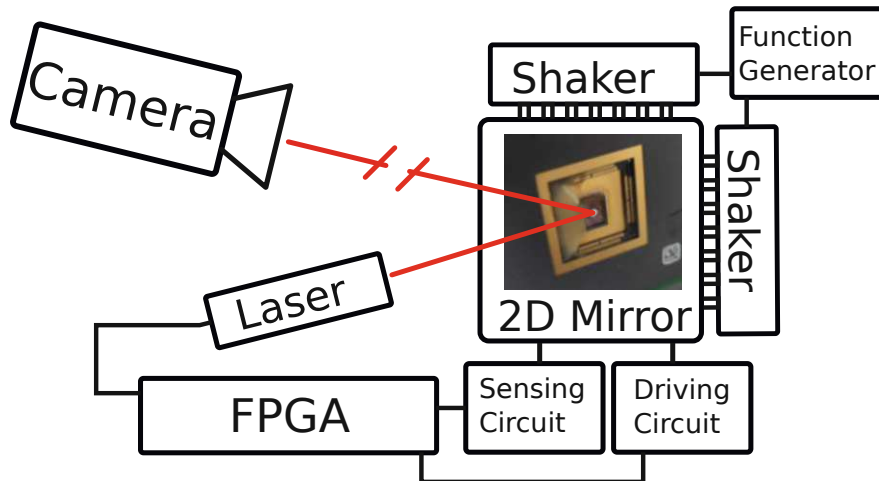 Camera
Shaker
Function
Generator
Shaker
Laser
2D Mirror
FPGA
Sensing
Circuit
Driving
Circuit